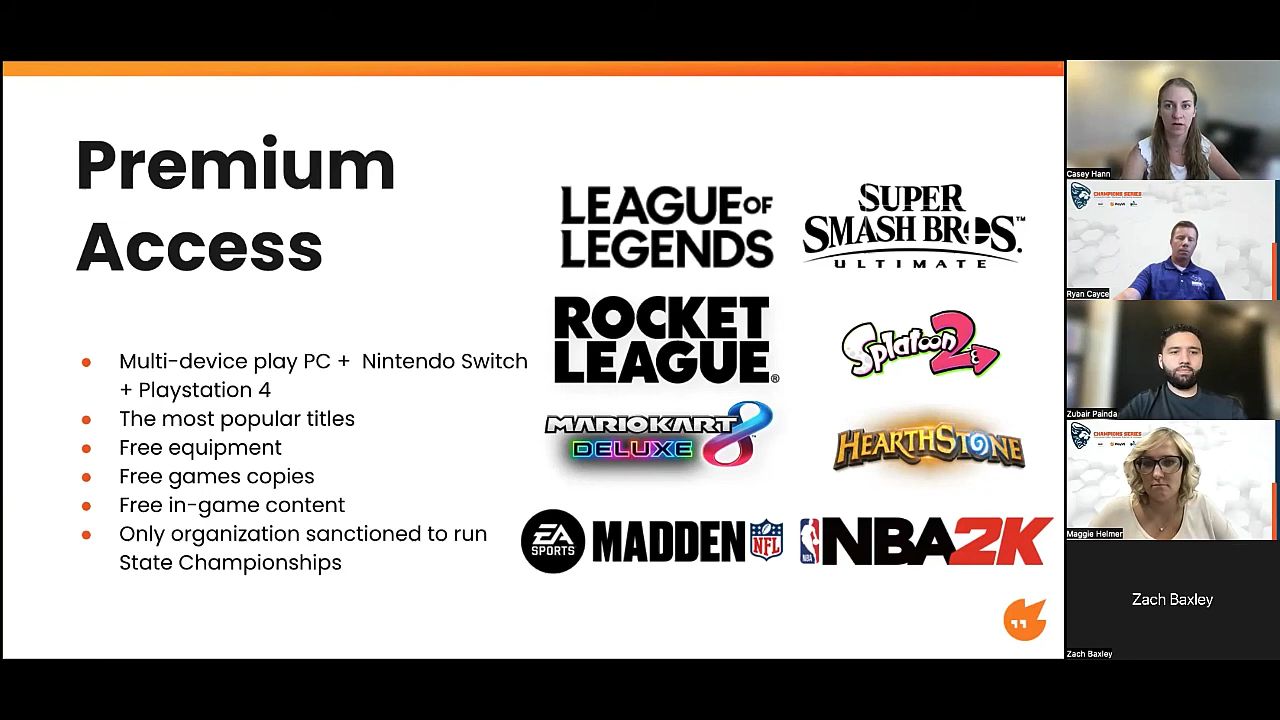 Premium
Access
Multi-device play PC + Nintendo Switch
+ Playstation 4
The most popular titles
Free equipment
Free games copies
Free in-game content
Only organization sanctioned to run
State Championships
LEAGUE OF
LEGENDS
SUPER
SMASH BROS.™
ULTIMATE
ROCKET
LEAGUE®
Splatoon 2
MARIOKART 8
DELUXE
HEARTHSTONE
EA
SPORTS
MADDEN NFL
NBA
NBA2K
Casey Hann
CHAMPIONS SERIES
Ryan Cayce
Zubair Painda
CHAMPIONS SERIES
Maggie Helmer
Zach Baxley
Zach Baxley